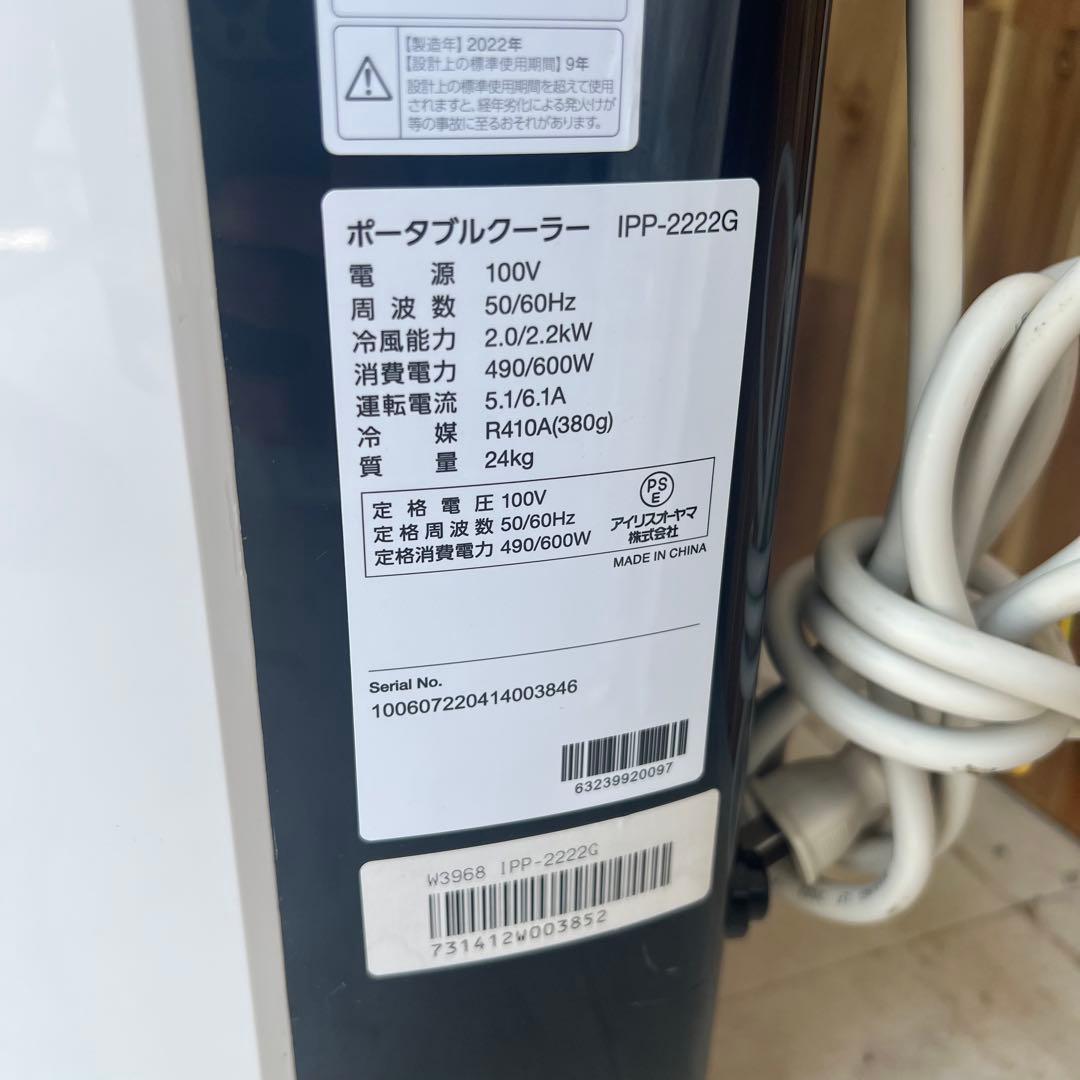 【製造年】2022年
【設計上の標準使用期間】9年
設計上の標準使用期間を超えて使用
されますと、経年劣化による発火・けが
等の事故に至るおそれがあります。
ポータブルクーラー IPP-2222G
電源 100V
周波数 50/60Hz
冷風能力 2.0/2.2kW
消費電力 490/600W
運転電流 5.1/6.1A
冷媒 R410A(380g)
質量 24kg
定格電圧 100V
定格周波数 50/60Hz
定格消費電力 490/600W
PSE
アイリスオーヤマ
株式会社
MADE IN CHINA
Serial No.
100607220414003846
63239920097
W3968 IPP-2222G
731412W003852